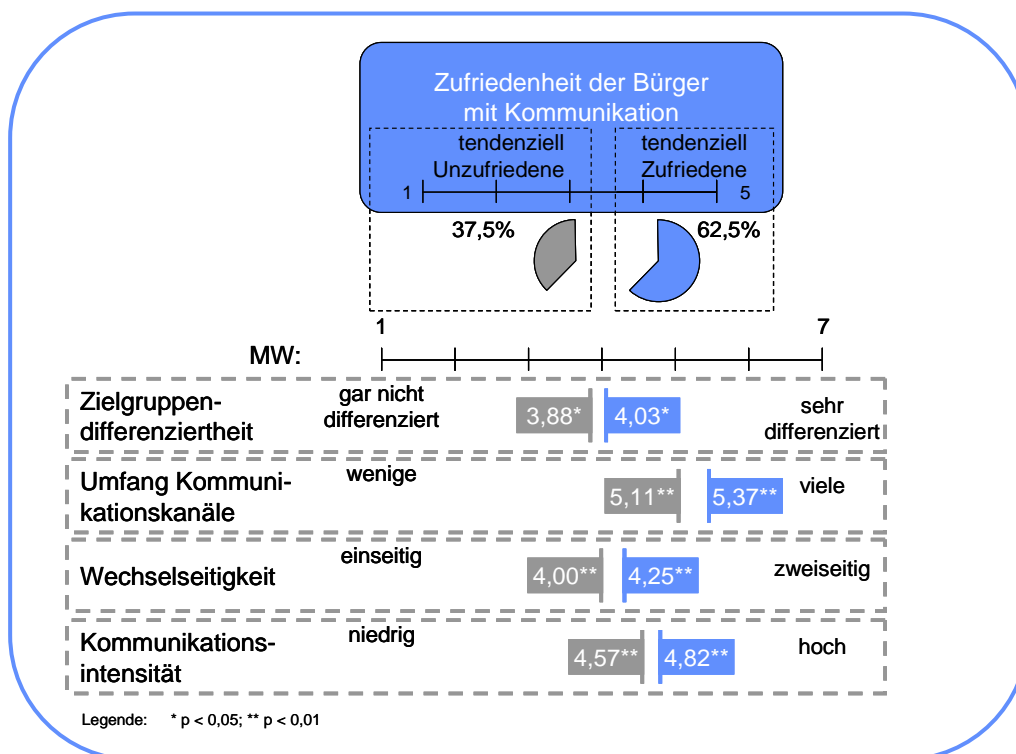 Zufriedenheit der Bürger
mit Kommunikation
tendenziell
Unzufriedene
tendenziell
Zufriedene
1
5
37,5%
62,5%
1
7
MW:
Zielgruppen-
differenziertheit
gar nicht
differenziert
3,88*
4,03*
sehr
differenziert
Umfang Kommuni-
kationskanäle
wenige
5,11**
5,37**
viele
Wechselseitigkeit
einseitig
4,00**
4,25**
zweiseitig
Kommunikations-
intensität
niedrig
4,57**
4,82**
hoch
Legende: * p < 0,05; ** p < 0,01